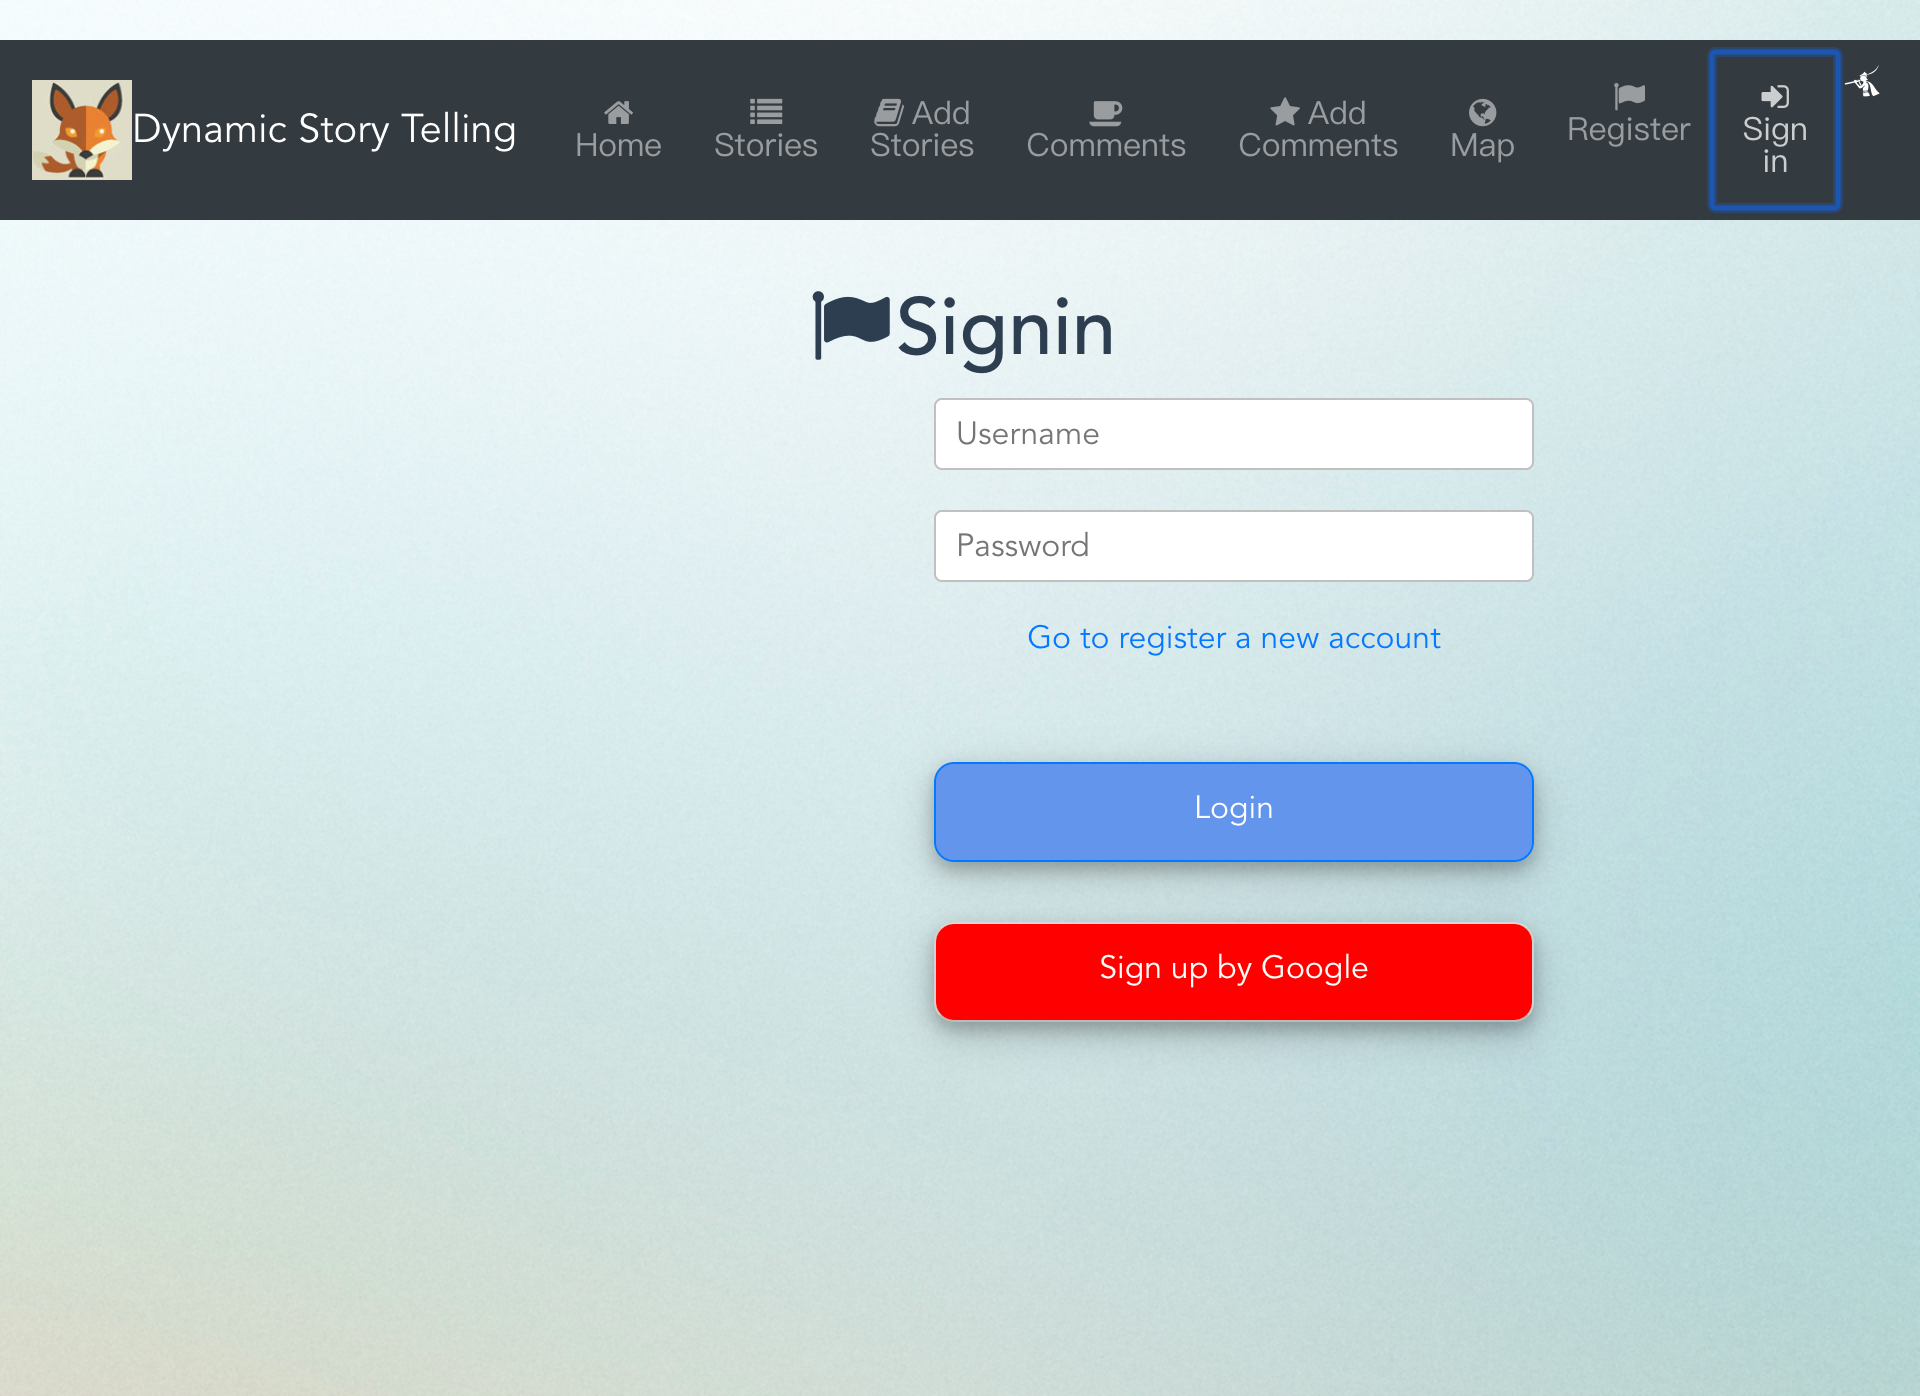 Dynamic Story Telling
Home
Stories
Add
Stories
Comments
Add
Comments
Map
Register
Sign
in
Signin
Username
Password
Go to register a new account
Login
Sign up by Google